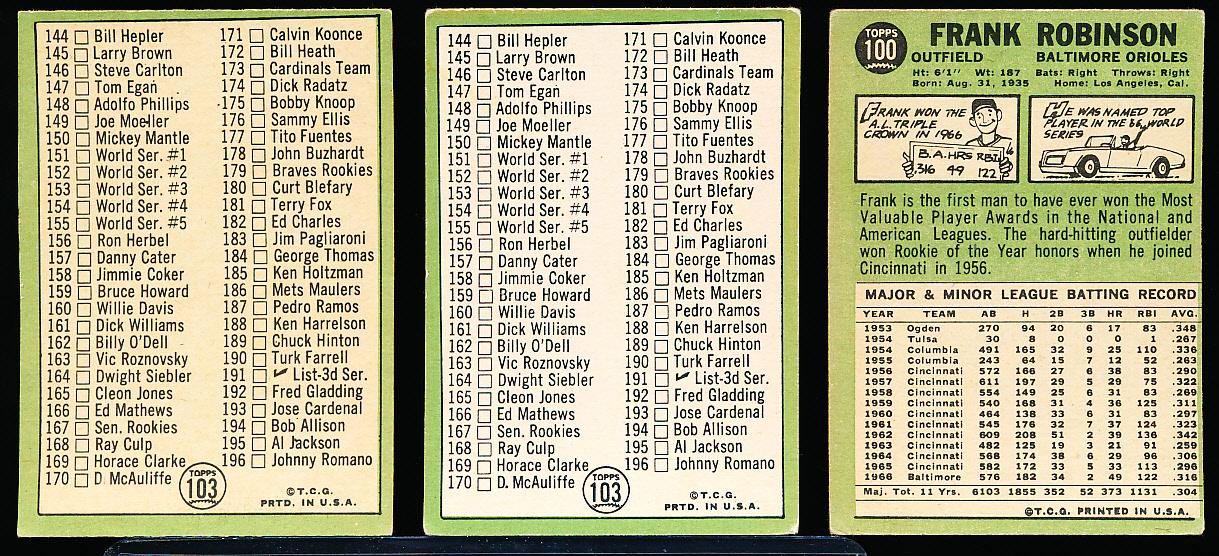 144 Bill Hepler
145 Larry Brown
146 Steve Carlton
147 Tom Egan
148 Adolfo Phillips
149 Joe Moeller
150 Mickey Mantle
151 World Ser. #1
152 World Ser. #2
153 World Ser. #3
154 World Ser. #4
155 World Ser. #5
156 Ron Herbel
157 Danny Cater
158 Jimmie Coker
159 Bruce Howard
160 Willie Davis
161 Dick Williams
162 Billy O'Dell
163 Vic Roznovsky
164 Dwight Siebler
165 Cleon Jones
166 Ed Mathews
167 Sen. Rookies
168 Ray Culp
169 Horace Clarke
170 D. McAuliffe
171 Calvin Koonce
172 Bill Heath
173 Cardinals Team
174 Dick Radatz
175 Bobby Knoop
176 Sammy Ellis
177 Tito Fuentes
178 John Buzhardt
179 Braves Rookies
180 Curt Blefary
181 Terry Fox
182 Ed Charles
183 Jim Pagliaroni
184 George Thomas
185 Ken Holtzman
186 Mets Maulers
187 Pedro Ramos
188 Ken Harrelson
189 Chuck Hinton
190 Turk Farrell
191 ✔ List-3d Ser.
192 Fred Gladding
193 Jose Cardenal
194 Bob Allison
195 Al Jackson
196 Johnny Romano
TOPPS
103
©T.C.G.
PRTD. IN U.S.A.
144 Bill Hepler
145 Larry Brown
146 Steve Carlton
147 Tom Egan
148 Adolfo Phillips
149 Joe Moeller
150 Mickey Mantle
151 World Ser. #1
152 World Ser. #2
153 World Ser. #3
154 World Ser. #4
155 World Ser. #5
156 Ron Herbel
157 Danny Cater
158 Jimmie Coker
159 Bruce Howard
160 Willie Davis
161 Dick Williams
162 Billy O'Dell
163 Vic Roznovsky
164 Dwight Siebler
165 Cleon Jones
166 Ed Mathews
167 Sen. Rookies
168 Ray Culp
169 Horace Clarke
170 D. McAuliffe
171 Calvin Koonce
172 Bill Heath
173 Cardinals Team
174 Dick Radatz
175 Bobby Knoop
176 Sammy Ellis
177 Tito Fuentes
178 John Buzhardt
179 Braves Rookies
180 Curt Blefary
181 Terry Fox
182 Ed Charles
183 Jim Pagliaroni
184 George Thomas
185 Ken Holtzman
186 Mets Maulers
187 Pedro Ramos
188 Ken Harrelson
189 Chuck Hinton
190 Turk Farrell
191 ✔ List-3d Ser.
192 Fred Gladding
193 Jose Cardenal
194 Bob Allison
195 Al Jackson
196 Johnny Romano
TOPPS
103
©T.C.G.
PRTD. IN U.S.A.
TOPPS
100
FRANK ROBINSON
OUTFIELD BALTIMORE ORIOLES
Ht: 6'1" Wt: 187 Bats: Right Throws: Right
Born: Aug. 31, 1935 Home: Los Angeles, Cal.
FRANK WON THE
A.L. TRIPLE
CROWN IN 1966
B.A. HRS RBI
.316 49 122
HE WAS NAMED TOP
PLAYER IN THE '66 WORLD
SERIES
Frank is the first man to have ever won the Most
Valuable Player Awards in the National and
American Leagues. The hard-hitting outfielder
won Rookie of the Year honors when he joined
Cincinnati in 1956.
MAJOR & MINOR LEAGUE BATTING RECORD
YEAR TEAM AB H 2B 3B HR RBI AVG.
1953 Ogden 270 94 20 6 17 83 .348
1954 Tulsa 30 8 0 0 0 1 .267
1954 Columbia 491 165 32 9 25 110 .336
1955 Columbia 243 64 15 7 12 52 .263
1956 Cincinnati 572 166 27 6 38 83 .290
1957 Cincinnati 611 197 29 5 29 75 .322
1958 Cincinnati 554 149 25 6 31 83 .269
1959 Cincinnati 540 168 31 4 36 125 .311
1960 Cincinnati 464 138 33 6 31 83 .297
1961 Cincinnati 545 176 32 7 37 124 .323
1962 Cincinnati 609 208 51 2 39 136 .342
1963 Cincinnati 482 125 19 3 21 91 .259
1964 Cincinnati 568 174 38 6 29 96 .306
1965 Cincinnati 582 172 33 5 33 113 .296
1966 Baltimore 576 182 34 2 49 122 .316
Maj. Tot. 11 Yrs. 6103 1855 352 52 373 1131 .304
©T.C.G. PRINTED IN U.S.A.